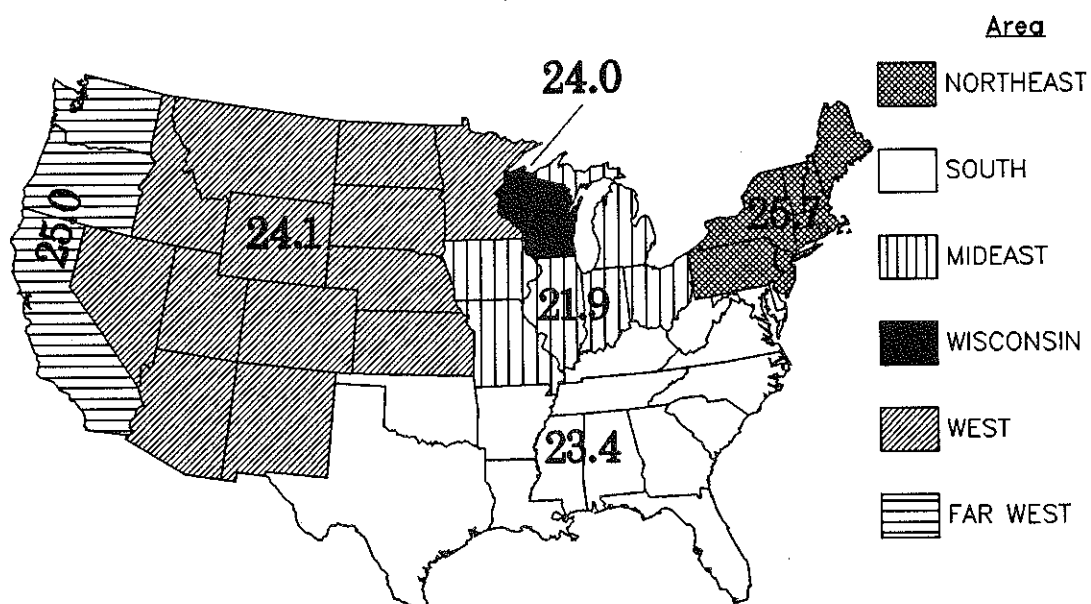 Area
24.0
NORTHEAST
SOUTH
25.0
24.1
26.7
MIDEAST
21.9
WISCONSIN
WEST
23.4
FAR WEST